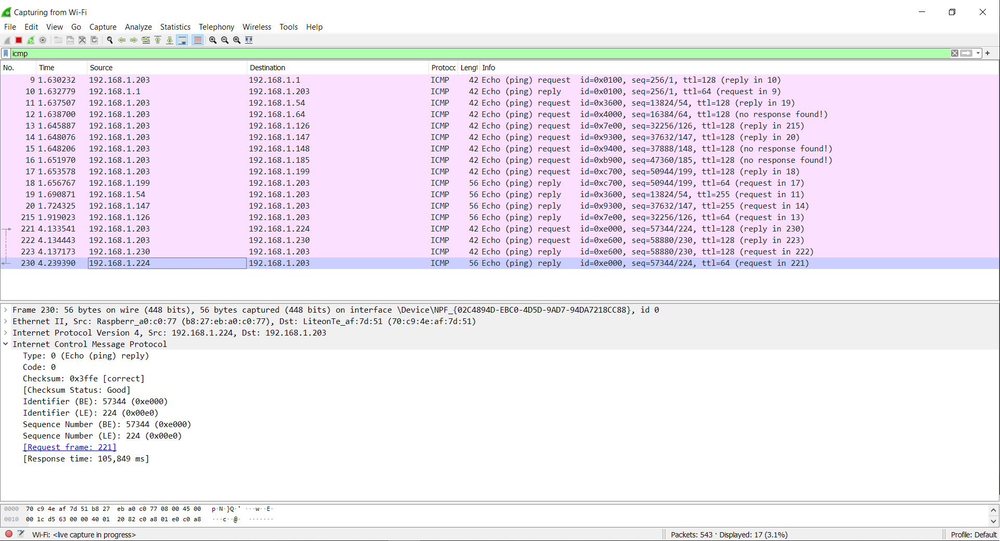 Capturing from Wi-Fi
File Edit View Go Capture Analyze Statistics Telephony Wireless Tools Help
icmp
No. Time Source Destination Protocc Lengt Info
9 1.630232 192.168.1.203 192.168.1.1 ICMP 42 Echo (ping) request id=0x0100, seq=256/1, ttl=128 (reply in 10)
10 1.632779 192.168.1.1 192.168.1.203 ICMP 42 Echo (ping) reply id=0x0100, seq=256/1, ttl=64 (request in 9)
11 1.637507 192.168.1.203 192.168.1.54 ICMP 42 Echo (ping) request id=0x3600, seq=13824/54, ttl=128 (reply in 19)
12 1.638700 192.168.1.203 192.168.1.64 ICMP 42 Echo (ping) request id=0x4000, seq=16384/64, ttl=128 (no response found!)
13 1.645887 192.168.1.203 192.168.1.126 ICMP 42 Echo (ping) request id=0x7e00, seq=32256/126, ttl=128 (reply in 215)
14 1.648076 192.168.1.203 192.168.1.147 ICMP 42 Echo (ping) request id=0x9300, seq=37632/147, ttl=128 (reply in 20)
15 1.648206 192.168.1.203 192.168.1.148 ICMP 42 Echo (ping) request id=0x9400, seq=37888/148, ttl=128 (no response found!)
16 1.651970 192.168.1.203 192.168.1.185 ICMP 42 Echo (ping) request id=0xb900, seq=47360/185, ttl=128 (no response found!)
17 1.653578 192.168.1.203 192.168.1.199 ICMP 42 Echo (ping) request id=0xc700, seq=50944/199, ttl=128 (reply in 18)
18 1.656767 192.168.1.199 192.168.1.203 ICMP 56 Echo (ping) reply id=0xc700, seq=50944/199, ttl=64 (request in 17)
19 1.690871 192.168.1.54 192.168.1.203 ICMP 56 Echo (ping) reply id=0x3600, seq=13824/54, ttl=255 (request in 11)
20 1.724325 192.168.1.147 192.168.1.203 ICMP 56 Echo (ping) reply id=0x9300, seq=37632/147, ttl=255 (request in 14)
215 1.919023 192.168.1.126 192.168.1.203 ICMP 56 Echo (ping) reply id=0x7e00, seq=32256/126, ttl=64 (request in 13)
221 4.133541 192.168.1.203 192.168.1.224 ICMP 42 Echo (ping) request id=0xe000, seq=57344/224, ttl=128 (reply in 230)
222 4.134443 192.168.1.203 192.168.1.230 ICMP 42 Echo (ping) request id=0xe600, seq=58880/230, ttl=128 (reply in 223)
223 4.137173 192.168.1.230 192.168.1.203 ICMP 42 Echo (ping) reply id=0xe600, seq=58880/230, ttl=128 (request in 222)
230 4.239390 192.168.1.224 192.168.1.203 ICMP 56 Echo (ping) reply id=0xe000, seq=57344/224, ttl=64 (request in 221)
Frame 230: 56 bytes on wire (448 bits), 56 bytes captured (448 bits) on interface \Device\NPF_{02C4894D-EBC0-4D5D-9AD7-94DA7218CC88}, id 0
Ethernet II, Src: Raspberr_a0:c0:77 (b8:27:eb:a0:c0:77), Dst: LiteonTe_af:7d:51 (70:c9:4e:af:7d:51)
Internet Protocol Version 4, Src: 192.168.1.224, Dst: 192.168.1.203
Internet Control Message Protocol
Type: 0 (Echo (ping) reply)
Code: 0
Checksum: 0x3ffe [correct]
[Checksum Status: Good]
Identifier (BE): 57344 (0xe000)
Identifier (LE): 224 (0x00e0)
Sequence Number (BE): 57344 (0xe000)
Sequence Number (LE): 224 (0x00e0)
[Request frame: 221]
[Response time: 105,849 ms]
0000 70 c9 4e af 7d 51 b8 27 eb a0 c0 77 08 00 45 00 p·N·}Q·' ···w··E·
0010 00 1c d5 63 00 00 40 01 20 82 c0 a8 01 e0 c0 a8 ···c··@· ·······
Wi-Fi: <live capture in progress> Packets: 543 · Displayed: 17 (3.1%) Profile: Default